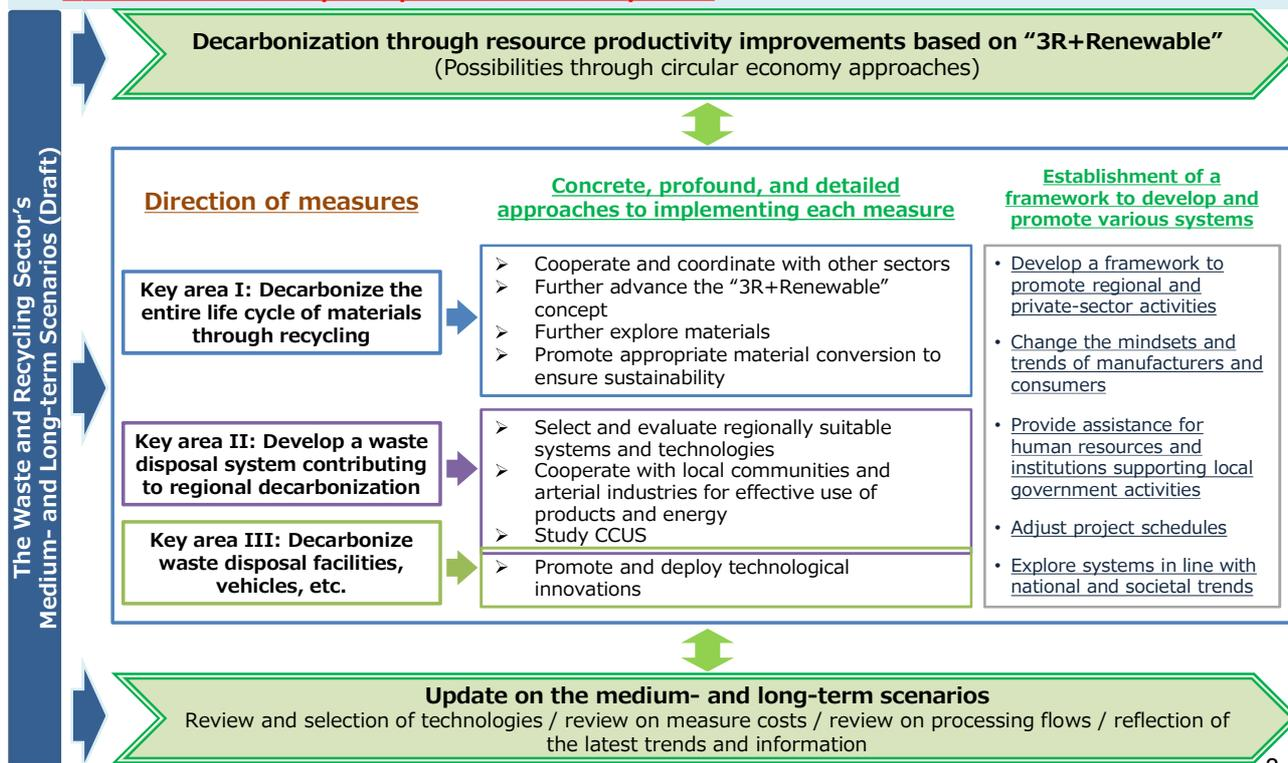 The Waste and Recycling Sector's
Medium- and Long-term Scenarios (Draft)
Decarbonization through resource productivity improvements based on “3R+Renewable”
(Possibilities through circular economy approaches)
Direction of measures
Concrete, profound, and detailed
approaches to implementing each measure
Establishment of a
framework to develop and
promote various systems
Key area I: Decarbonize the
entire life cycle of materials
through recycling
➢ Cooperate and coordinate with other sectors
➢ Further advance the “3R+Renewable”
concept
➢ Further explore materials
➢ Promote appropriate material conversion to
ensure sustainability
Key area II: Develop a waste
disposal system contributing
to regional decarbonization
➢ Select and evaluate regionally suitable
systems and technologies
➢ Cooperate with local communities and
arterial industries for effective use of
products and energy
➢ Study CCUS
Key area III: Decarbonize
waste disposal facilities,
vehicles, etc.
➢ Promote and deploy technological
innovations
• Develop a framework to
promote regional and
private-sector activities
• Change the mindsets and
trends of manufacturers and
consumers
• Provide assistance for
human resources and
institutions supporting local
government activities
• Adjust project schedules
• Explore systems in line with
national and societal trends
Update on the medium- and long-term scenarios
Review and selection of technologies / review on measure costs / review on processing flows / reflection of
the latest trends and information